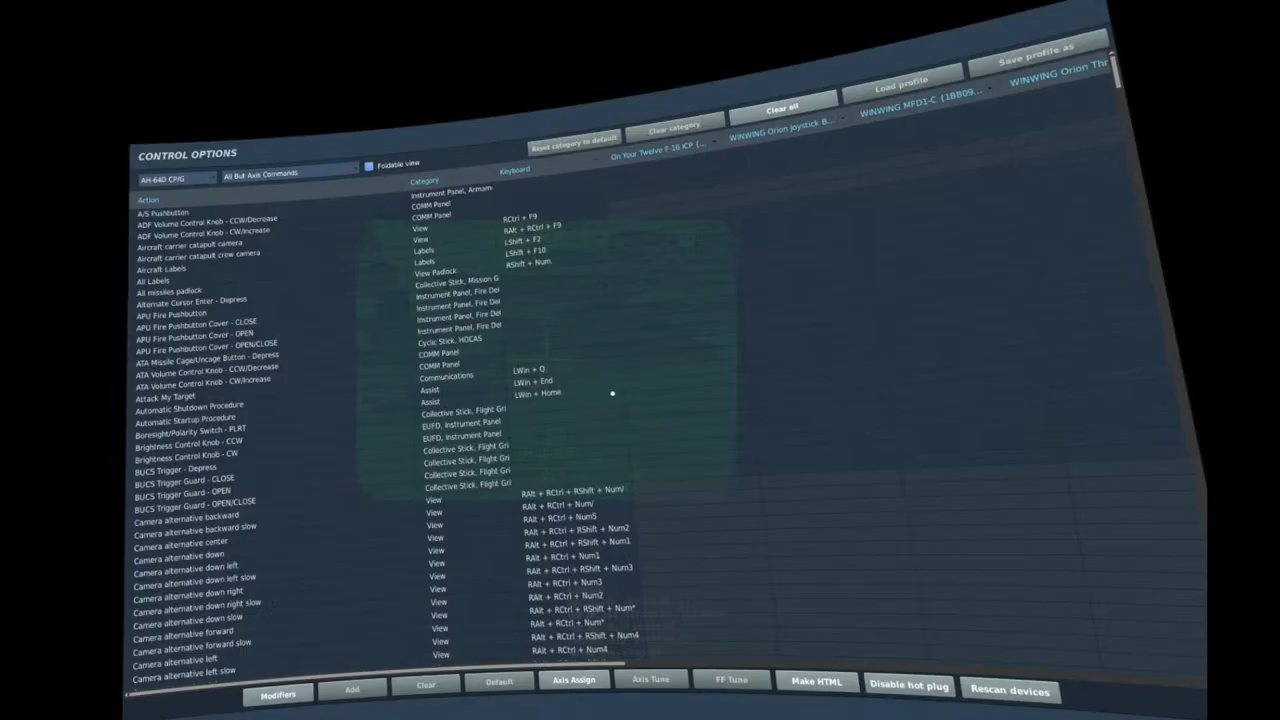 CONTROL OPTIONS
AH-64D CP/G All But Axis Commands Foldable view Reset category to default Clear category Clear all Load profile Save profile as
Action Category Keyboard On Your Twelve F-16 ICP {... WINWING Orion Joystick B... WINWING MFD1-C {1BB09... WINWING Orion Thr
A/S Pushbutton Instrument Panel, Armam
ADF Volume Control Knob - CCW/Decrease COMM Panel
ADF Volume Control Knob - CW/Increase COMM Panel
Aircraft carrier catapult camera View RCtrl + F9
Aircraft carrier catapult crew camera View RAlt + RCtrl + F9
Aircraft Labels Labels LShift + F2
All Labels Labels LShift + F10
All missiles padlock View Padlock RShift + Num.
Alternate Cursor Enter - Depress Collective Stick, Mission G
APU Fire Pushbutton Instrument Panel, Fire Det
APU Fire Pushbutton Cover - CLOSE Instrument Panel, Fire Det
APU Fire Pushbutton Cover - OPEN Instrument Panel, Fire Det
APU Fire Pushbutton Cover - OPEN/CLOSE Instrument Panel, Fire Det
ATA Missile Cage/Uncage Button - Depress Cyclic Stick, HOCAS
ATA Volume Control Knob - CCW/Decrease COMM Panel
ATA Volume Control Knob - CW/Increase COMM Panel
Attack My Target Communications LWin + Q
Automatic Shutdown Procedure Assist LWin + End
Automatic Startup Procedure Assist LWin + Home
Boresight/Polarity Switch - PLRT Collective Stick, Flight Gri
Brightness Control Knob - CCW EUFD, Instrument Panel
Brightness Control Knob - CW EUFD, Instrument Panel
BUCS Trigger - Depress Collective Stick, Flight Gri
BUCS Trigger Guard - CLOSE Collective Stick, Flight Gri
BUCS Trigger Guard - OPEN Collective Stick, Flight Gri
BUCS Trigger Guard - OPEN/CLOSE Collective Stick, Flight Gri
Camera alternative backward View RAlt + RCtrl + RShift + Num/
Camera alternative backward slow View RAlt + RCtrl + Num/
Camera alternative center View RAlt + RCtrl + Num5
Camera alternative down View RAlt + RCtrl + RShift + Num2
Camera alternative down left View RAlt + RCtrl + RShift + Num1
Camera alternative down left slow View RAlt + RCtrl + Num1
Camera alternative down right View RAlt + RCtrl + RShift + Num3
Camera alternative down right slow View RAlt + RCtrl + Num3
Camera alternative down slow View RAlt + RCtrl + Num2
Camera alternative forward View RAlt + RCtrl + RShift + Num*
Camera alternative forward slow View RAlt + RCtrl + Num*
Camera alternative left View RAlt + RCtrl + RShift + Num4
Camera alternative left slow View RAlt + RCtrl + Num4
Modifiers Add Clear Default Axis Assign Axis Tune FF Tune Make HTML Disable hot plug Rescan devices